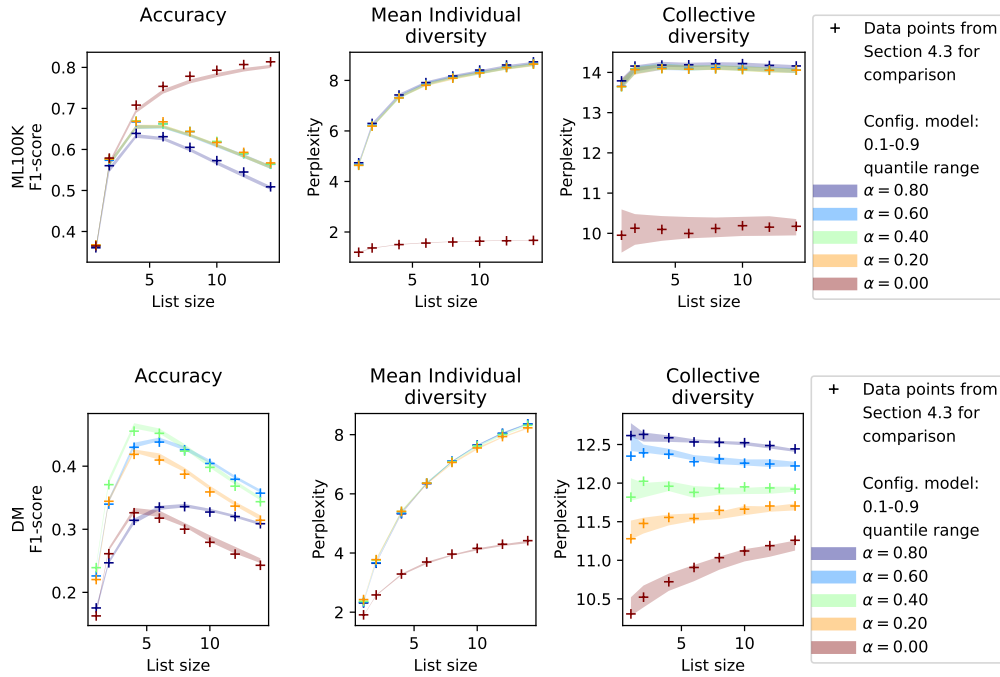 Accuracy
Mean Individual
diversity
Collective
diversity
ML100K
F1-score
0.8
0.7
0.6
0.5
0.4
5
10
List size
Perplexity
8
6
4
2
5
10
List size
Perplexity
14
13
12
11
10
5
10
List size
Data points from
Section 4.3 for
comparison
Config. model:
0.1-0.9
quantile range
α = 0.80
α = 0.60
α = 0.40
α = 0.20
α = 0.00
Accuracy
Mean Individual
diversity
Collective
diversity
DM
F1-score
0.4
0.3
0.2
5
10
List size
Perplexity
8
6
4
2
5
10
List size
Perplexity
12.5
12.0
11.5
11.0
10.5
5
10
List size
Data points from
Section 4.3 for
comparison
Config. model:
0.1-0.9
quantile range
α = 0.80
α = 0.60
α = 0.40
α = 0.20
α = 0.00